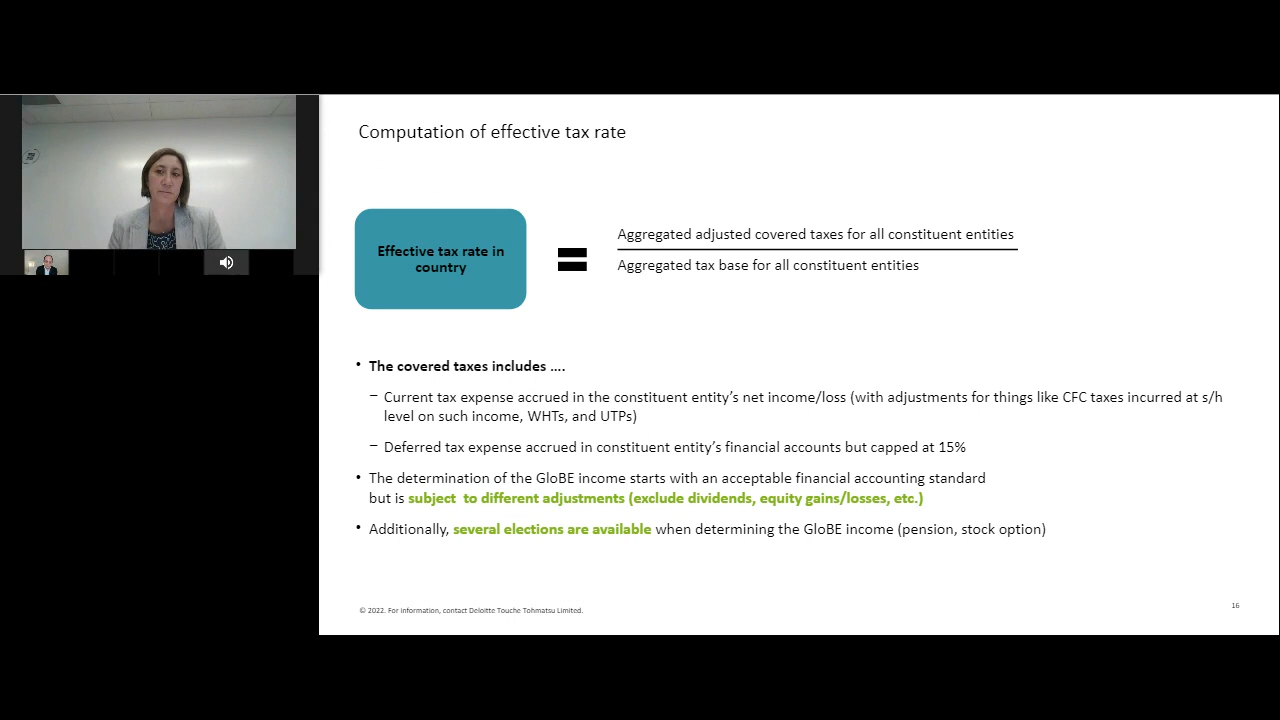 Computation of effective tax rate
Effective tax rate in
country
=
Aggregated adjusted covered taxes for all constituent entities
Aggregated tax base for all constituent entities
• The covered taxes includes ....
– Current tax expense accrued in the constituent entity's net income/loss (with adjustments for things like CFC taxes incurred at s/h
level on such income, WHTs, and UTPs)
– Deferred tax expense accrued in constituent entity's financial accounts but capped at 15%
• The determination of the GloBE income starts with an acceptable financial accounting standard
but is subject  to different adjustments (exclude dividends, equity gains/losses, etc.)
• Additionally, several elections are available when determining the GloBE income (pension, stock option)
© 2022. For information, contact Deloitte Touche Tohmatsu Limited.
16